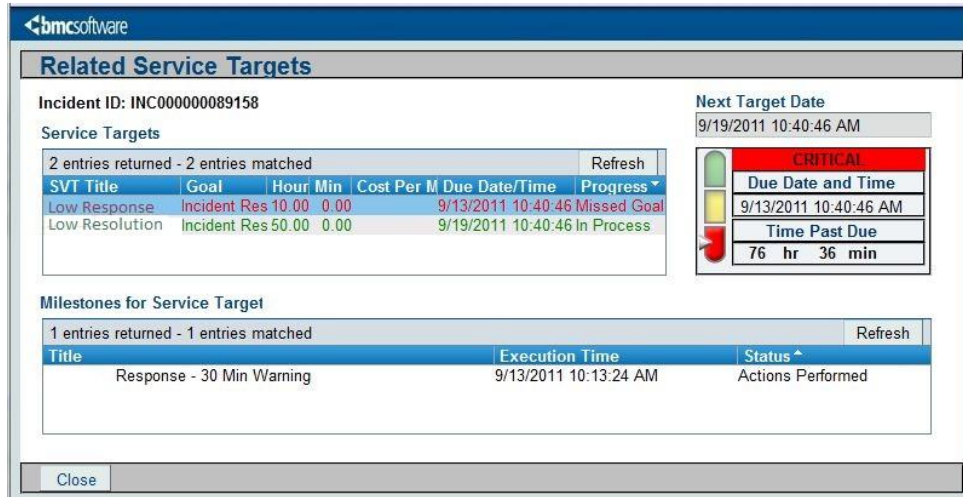 bmcsoftware
Related Service Targets
Incident ID: INC000000089158
Next Target Date
9/19/2011 10:40:46 AM
Service Targets
2 entries returned - 2 entries matched Refresh
SVT Title Goal Hour Min Cost Per M Due Date/Time Progress
Low Response Incident Res 10.00 0.00 9/13/2011 10:40:46 Missed Goal
Low Resolution Incident Res 50.00 0.00 9/19/2011 10:40:46 In Process
CRITICAL
Due Date and Time
9/13/2011 10:40:46 AM
Time Past Due
76 hr 36 min
Milestones for Service Target
1 entries returned - 1 entries matched Refresh
Title Execution Time Status
Response - 30 Min Warning 9/13/2011 10:13:24 AM Actions Performed
Close